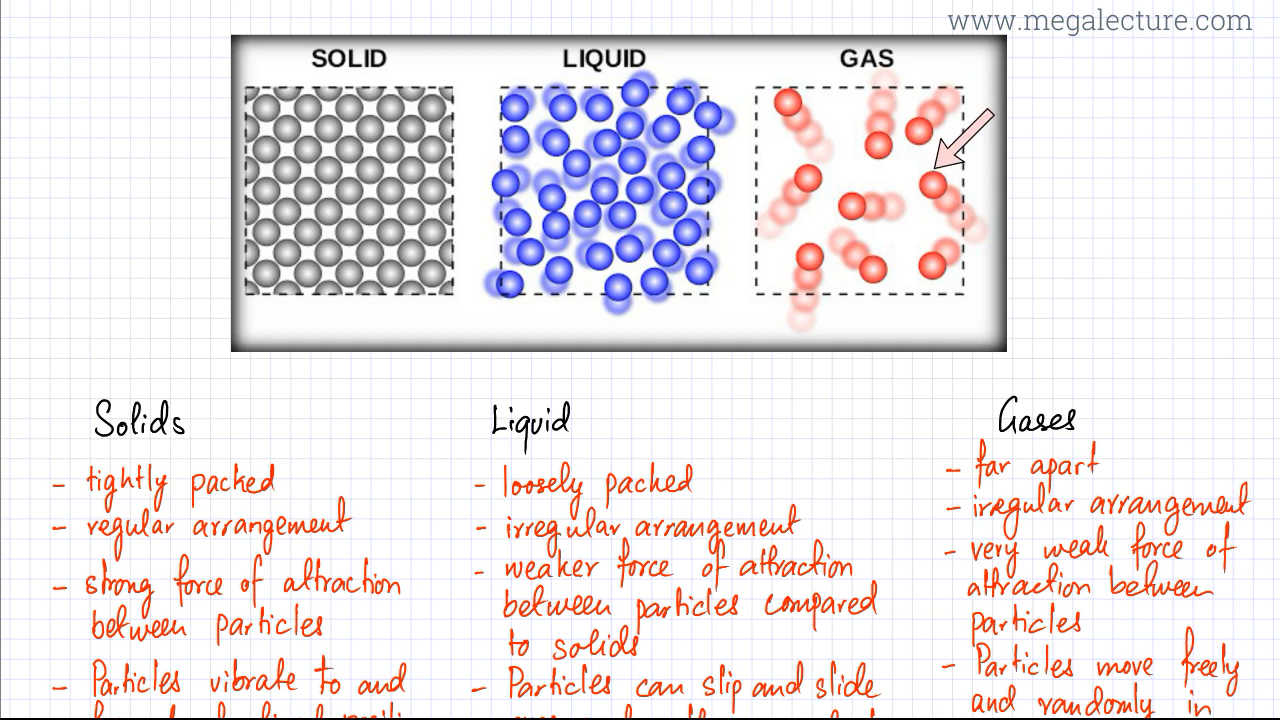 www.megalecture.com
SOLID
LIQUID
GAS
Solids
- tightly packed
- regular arrangement
- strong force of attraction
between particles
- Particles vibrate to and
Liquid
- loosely packed
- irregular arrangement
- weaker force of attraction
between particles compared
to solids
- Particles can slip and slide
Gases
- far apart
- irregular arrangement
- very weak force of
attraction between
particles
- Particles move freely
and randomly in